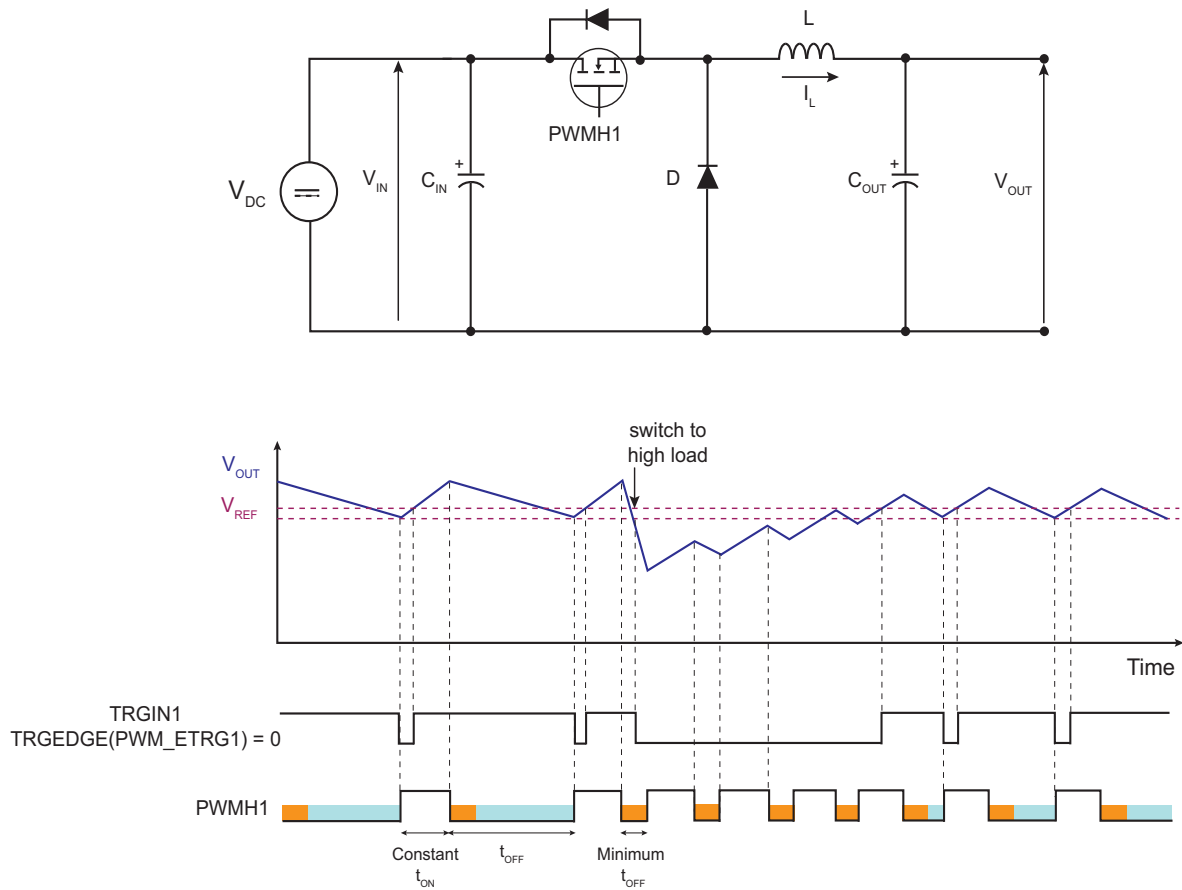 L
I_L
PWMH1
V_DC
V_IN
C_IN
+
D
C_OUT
+
V_OUT
switch to
high load
V_OUT
V_REF
Time
TRGIN1
TRGEDGE(PWM_ETRG1) = 0
PWMH1
Constant
t_ON
t_OFF
Minimum
t_OFF